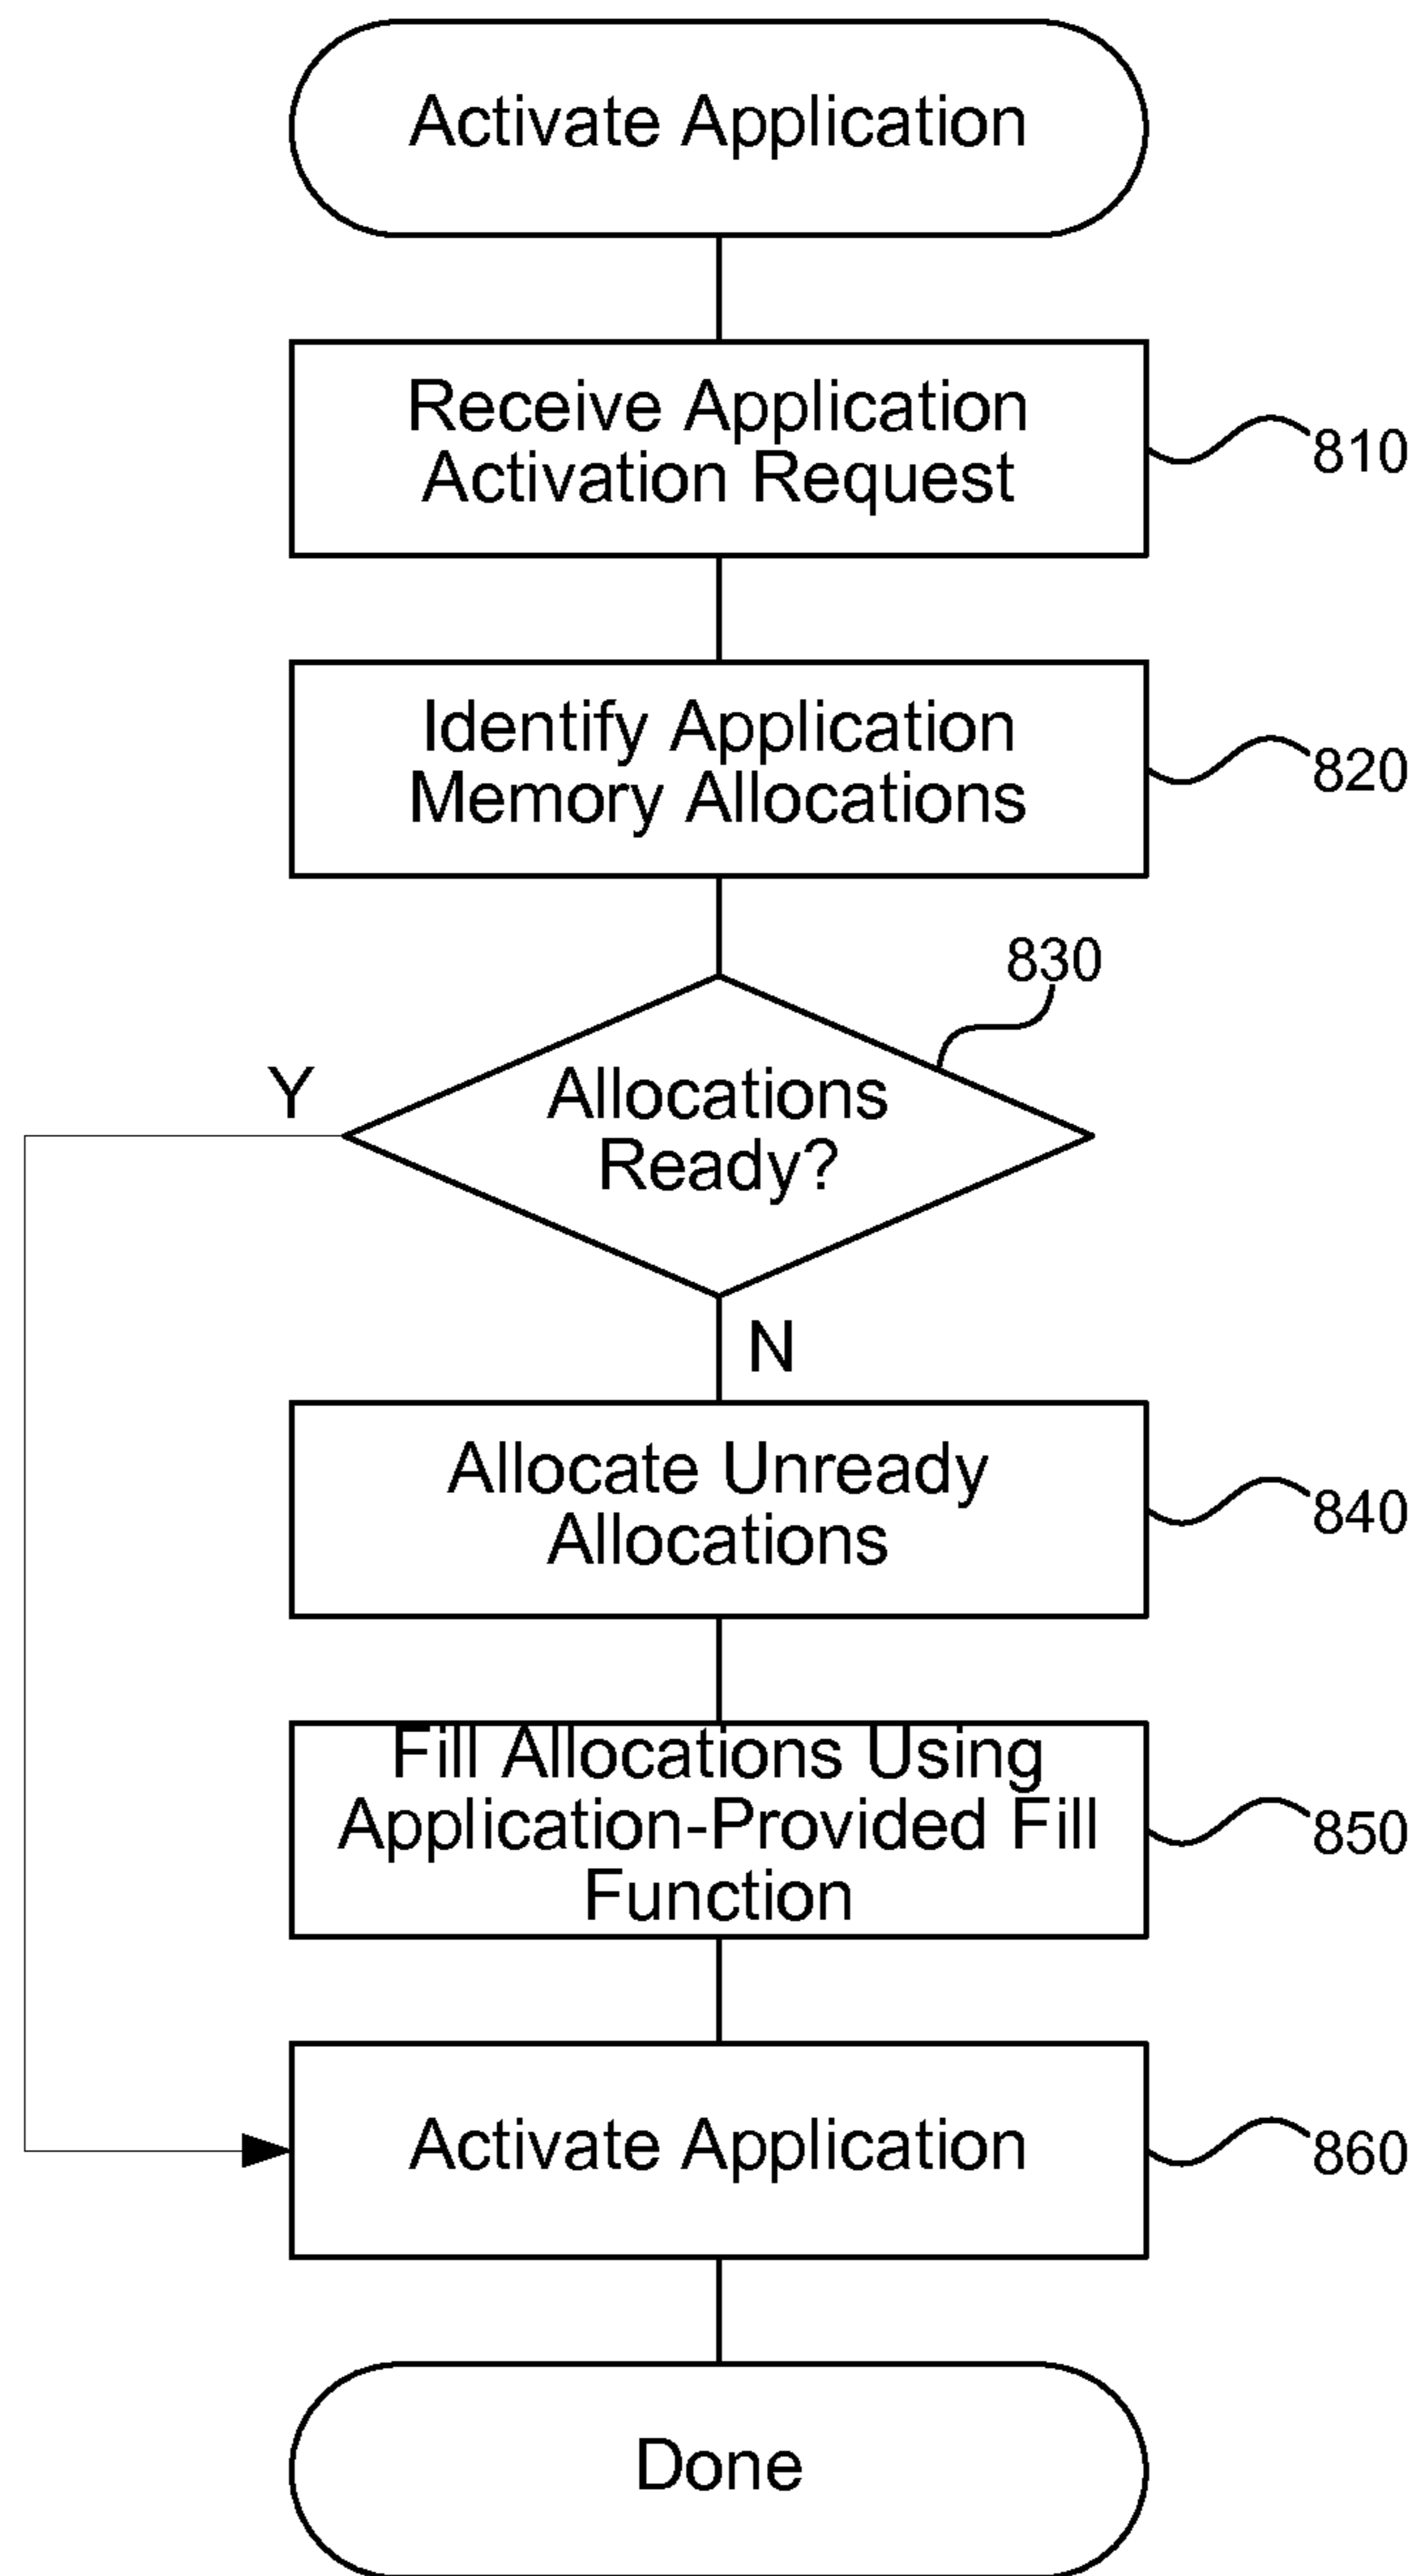 Activate Application
Receive Application
Activation Request
810
Identify Application
Memory Allocations
820
830
Y
Allocations
Ready?
N
Allocate Unready
Allocations
840
Fill Allocations Using
Application-Provided Fill
Function
850
Activate Application
860
Done